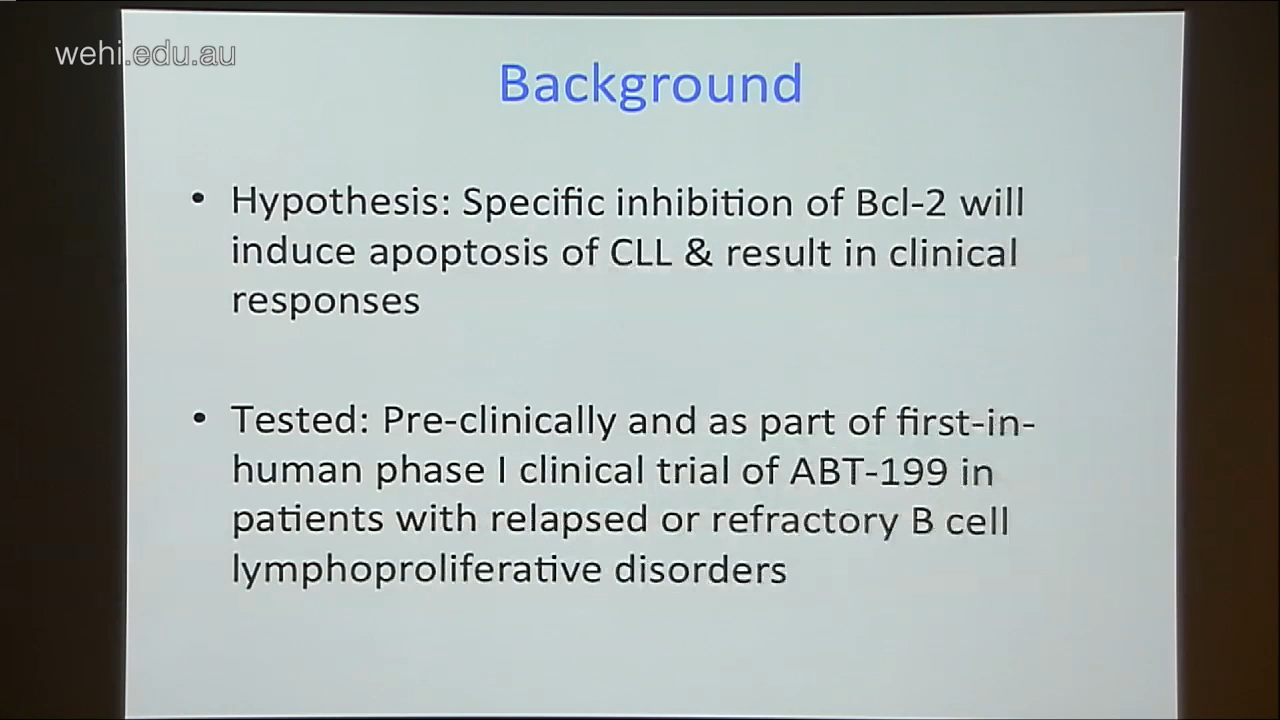 wehi.edu.au
Background
• Hypothesis: Specific inhibition of Bcl-2 will
induce apoptosis of CLL & result in clinical
responses
• Tested: Pre-clinically and as part of first-in-
human phase I clinical trial of ABT-199 in
patients with relapsed or refractory B cell
lymphoproliferative disorders